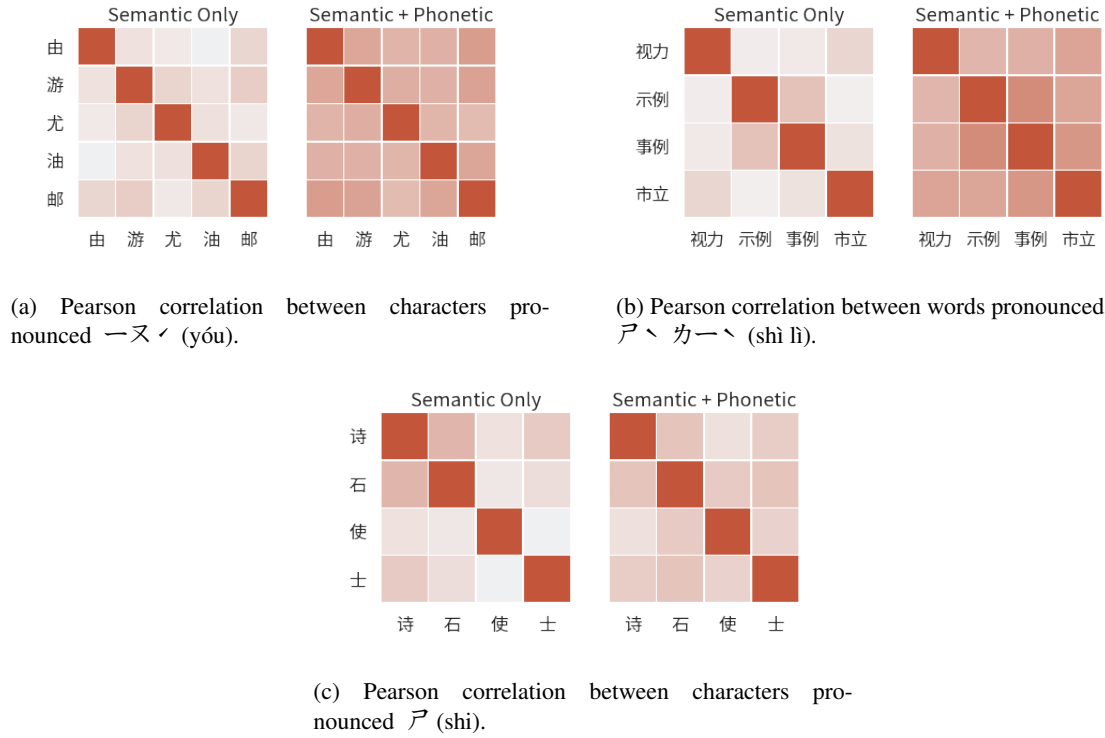 Semantic Only
Semantic + Phonetic
由
游
尤
油
邮
由 游 尤 油 邮
由 游 尤 油 邮
(a) Pearson correlation between characters pro-
nounced ㄧㄡˊ (yóu).
Semantic Only
Semantic + Phonetic
视力
示例
事例
市立
视力 示例 事例 市立
视力 示例 事例 市立
(b) Pearson correlation between words pronounced
ㄕˋ ㄌㄧˋ (shì lì).
Semantic Only
Semantic + Phonetic
诗
石
使
士
诗 石 使 士
诗 石 使 士
(c) Pearson correlation between characters pro-
nounced ㄕ (shi).